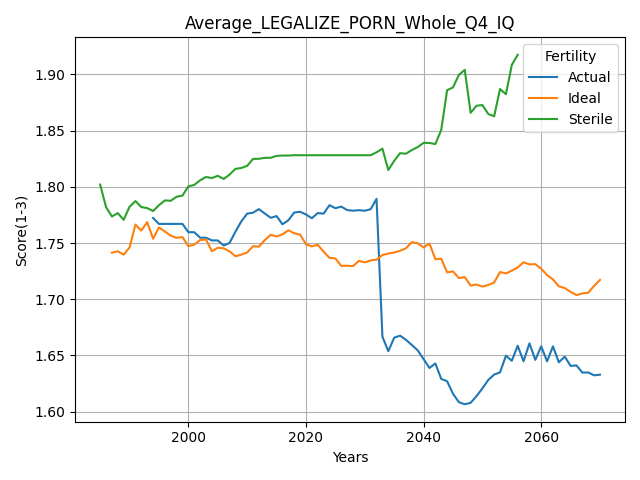 Average_LEGALIZE_PORN_Whole_Q4_IQ
Fertility
Actual
Ideal
Sterile
Score(1-3)
1.90
1.85
1.80
1.75
1.70
1.65
1.60
2000 2020 2040 2060
Years